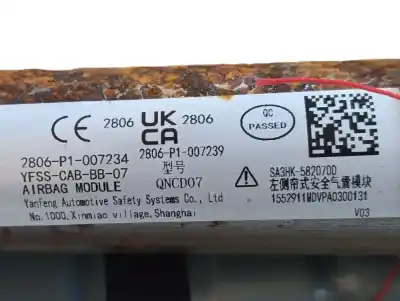 CE 2806 UK CA 2806
QC PASSED
2806-P1-007234
2806-P1-007239
YFSS-CAB-BB-07
型号
AIRBAG MODULE
QNCD07
Yanfeng Automotive Safety Systems Co., Ltd
No.1000, Xinmiao village, Shanghai
SA3HK-5820700
左侧帘式安全气囊模块
1552911MDVPA0300131
V03